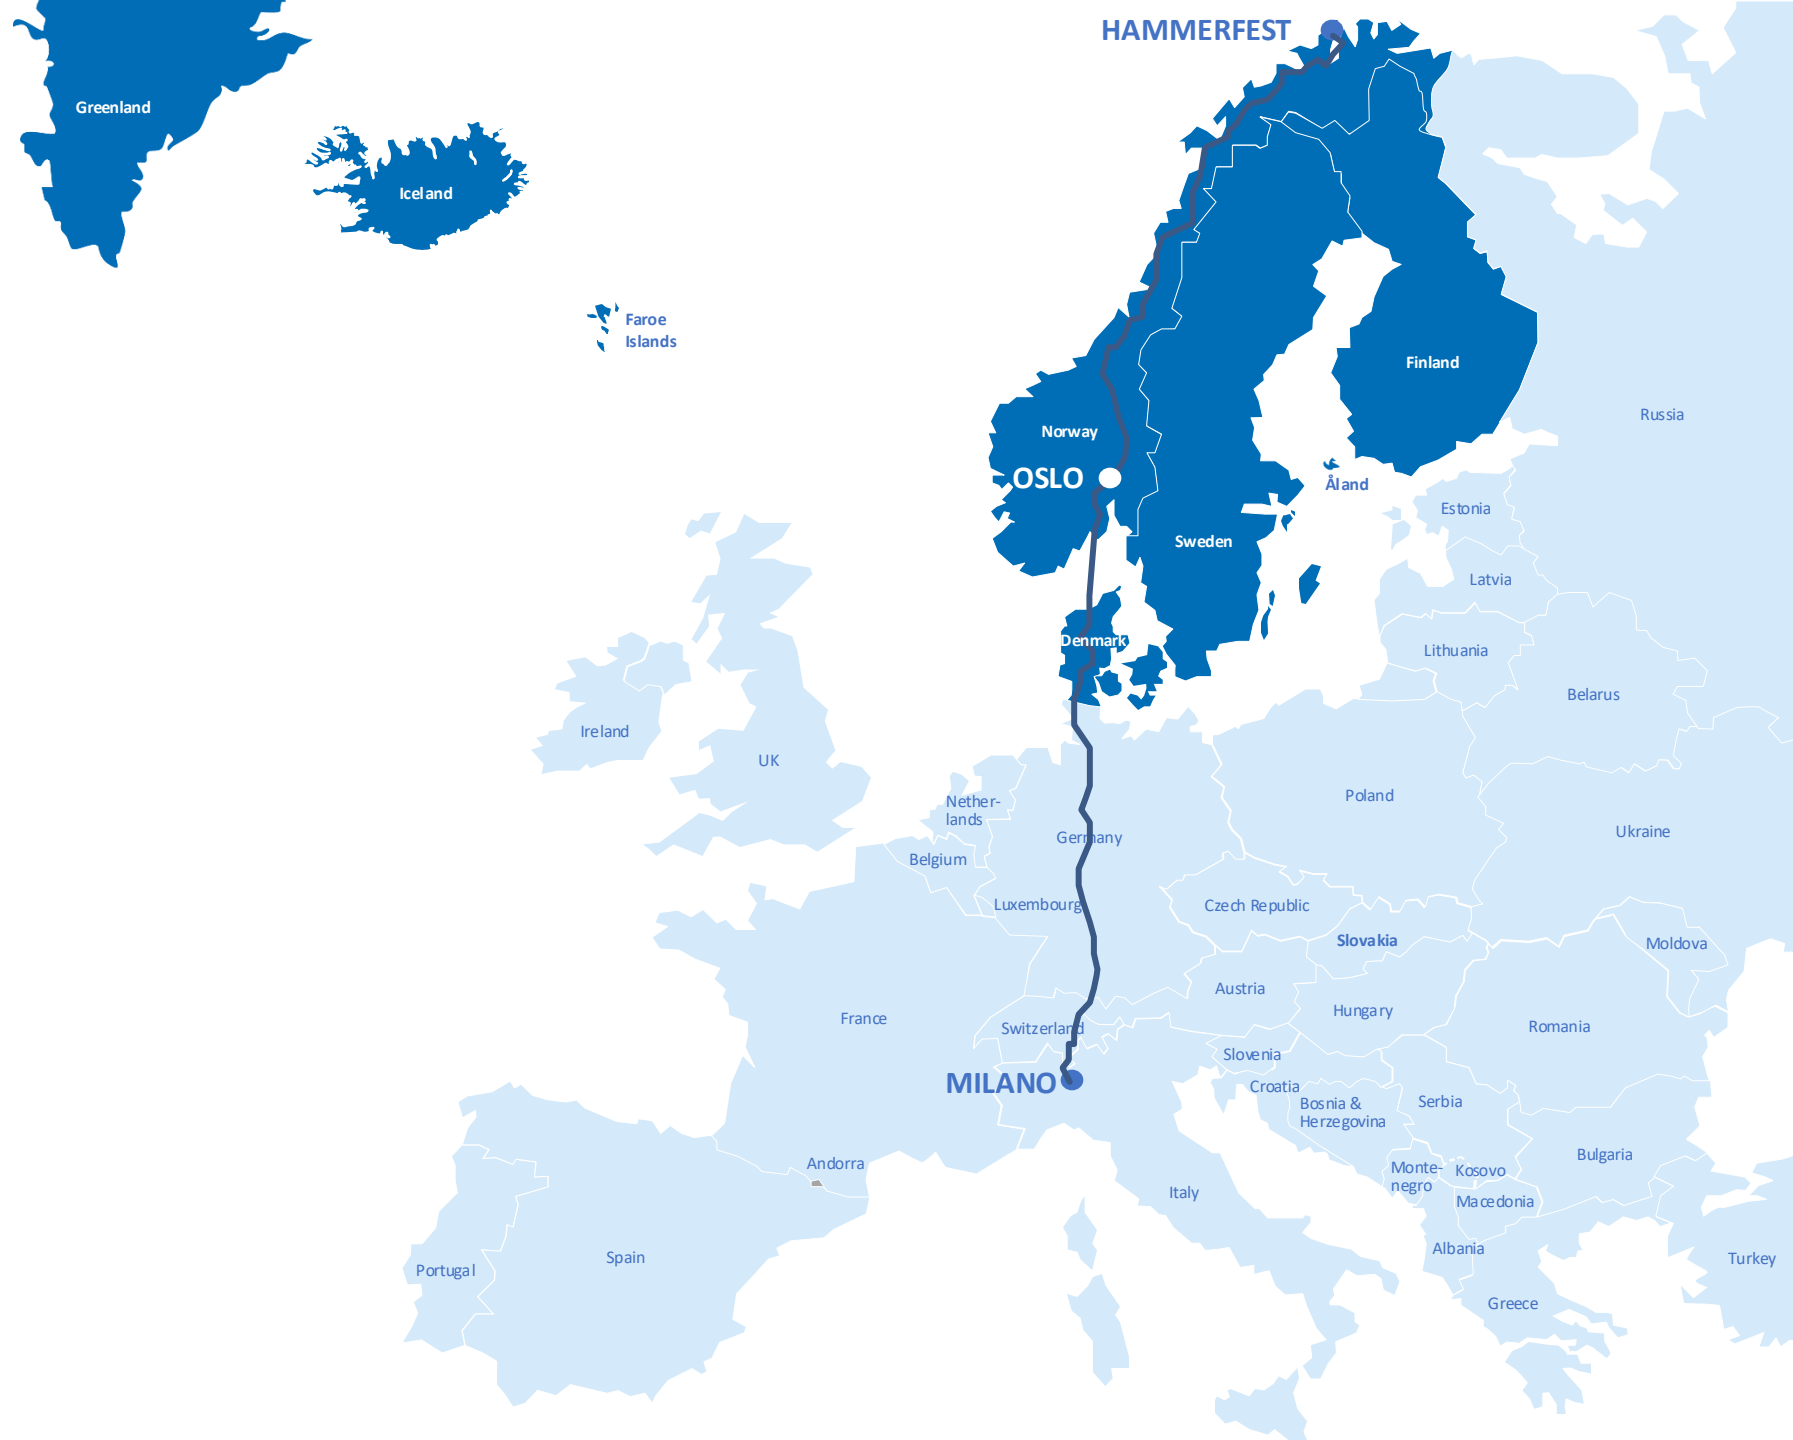 HAMMERFEST
Greenland
Iceland
Faroe
Islands
Finland
Russia
Norway
OSLO
Åland
Estonia
Sweden
Latvia
Denmark
Lithuania
Belarus
Ireland
UK
Nether-
lands
Poland
Germany
Ukraine
Belgium
Luxembourg
Czech Republic
Slovakia
Moldova
Austria
Hungary
France
Switzerland
Romania
Slovenia
MILANO
Croatia
Bosnia &
Herzegovina
Serbia
Andorra
Bulgaria
Monte-
negro
Kosovo
Italy
Macedonia
Albania
Spain
Portugal
Turkey
Greece